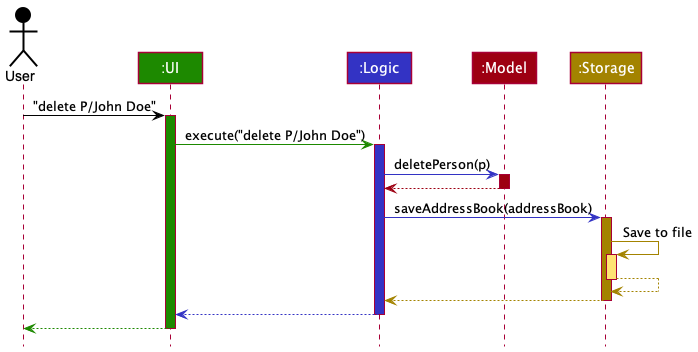 User
:UI
:Logic
:Model
:Storage
"delete P/John Doe"
execute("delete P/John Doe")
deletePerson(p)
saveAddressBook(addressBook)
Save to file